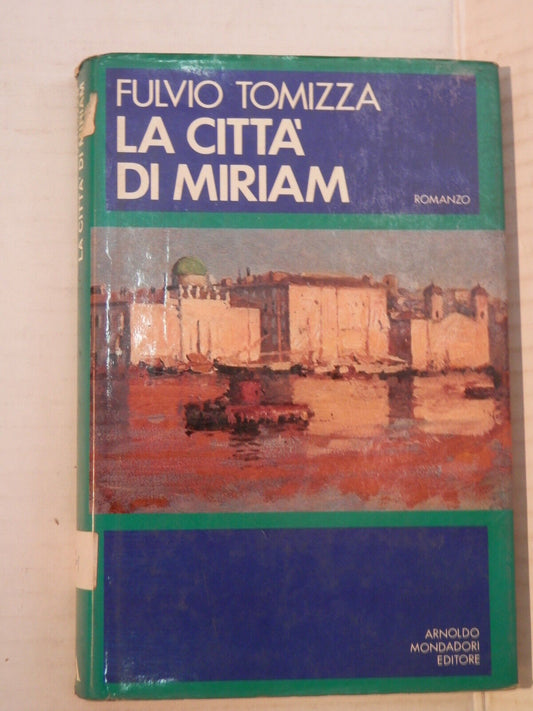 FULVIO TOMIZZA
LA CITTA'
DI MIRIAM
ROMANZO
ARNOLDO
MONDADORI
EDITORE
LA CITTA' DI MIRIAM